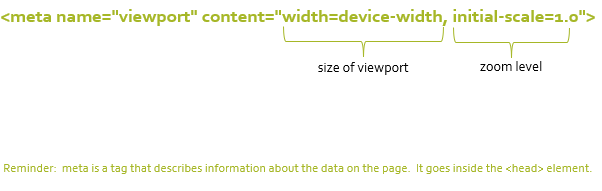 <meta name="viewport" content="width=device-width, initial-scale=1.0">
size of viewport
zoom level
Reminder: meta is a tag that describes information about the data on the page. It goes inside the <head> element.